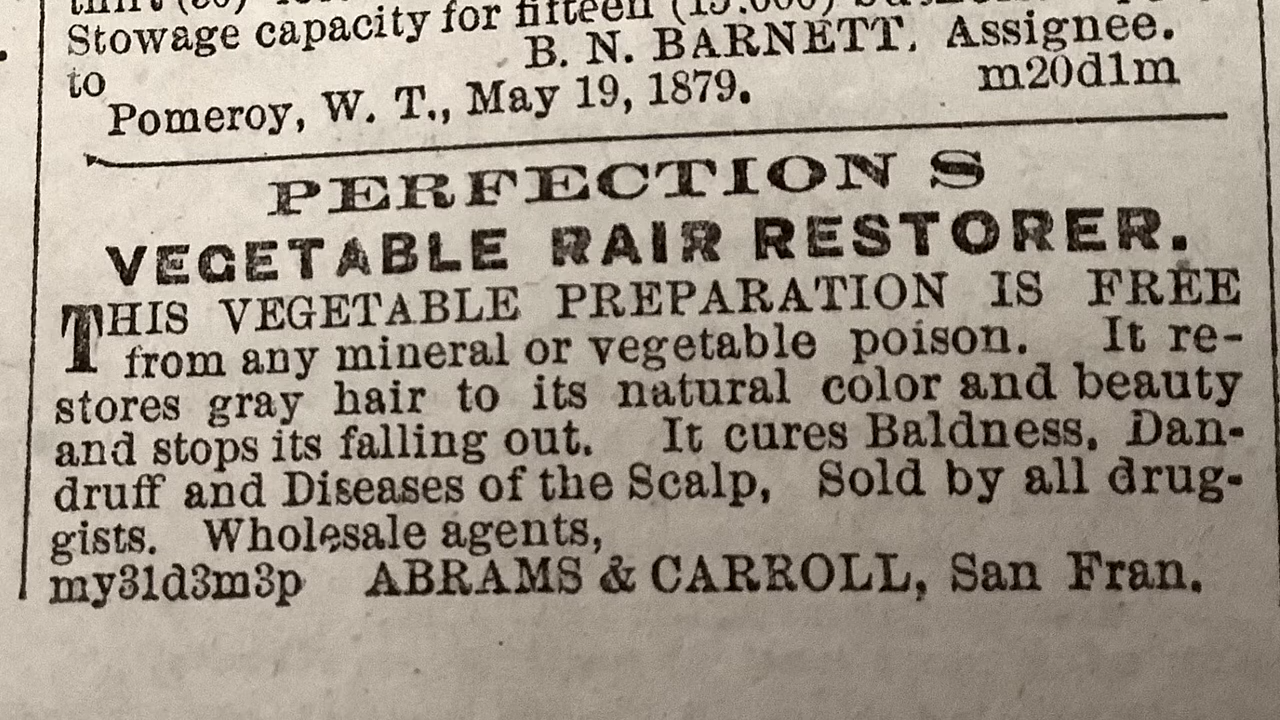 Stowage capacity for fifteen (15,000)
B. N. BARNETT, Assignee.
to
Pomeroy, W. T., May 19, 1879. m20d1m
PERFECTION S
VEGETABLE RAIR RESTORER.
THIS VEGETABLE PREPARATION IS FREE
from any mineral or vegetable poison. It re-
stores gray hair to its natural color and beauty
and stops its falling out. It cures Baldness, Dan-
druff and Diseases of the Scalp, Sold by all drug-
gists. Wholesale agents,
my31d3m3p ABRAMS & CARROLL, San Fran.